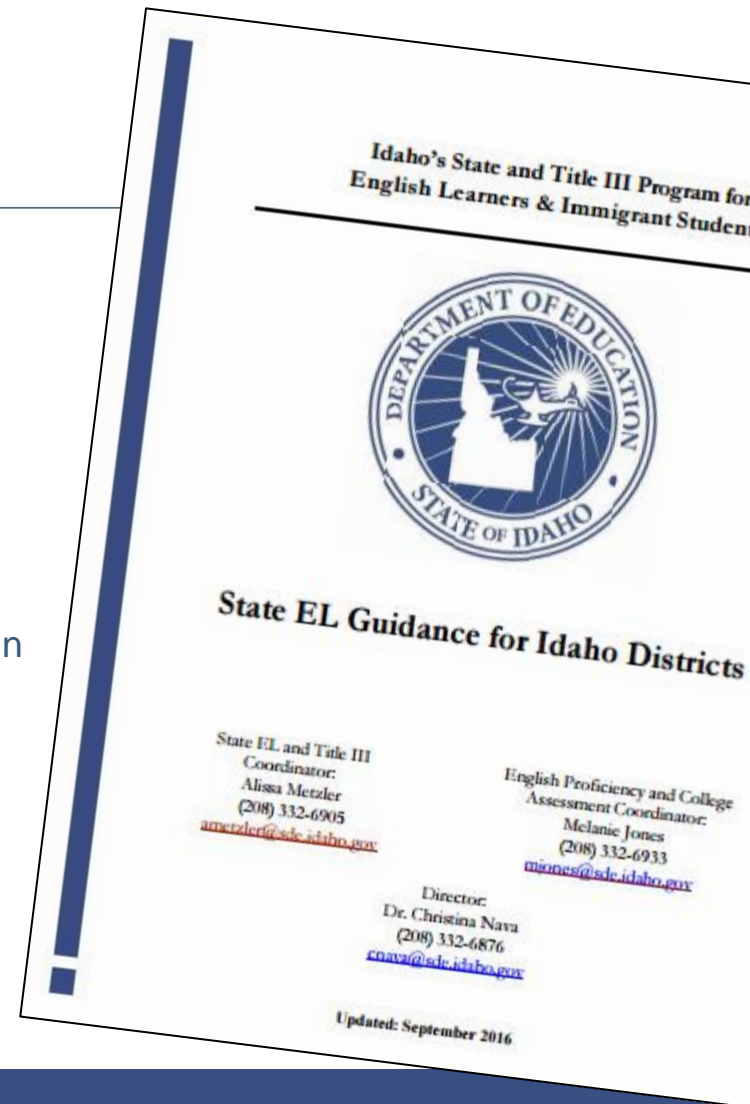 Idaho's State and Title III Program for
English Learners & Immigrant
DEPARTMENT OF EDUCATION
STATE OF IDAHO
State EL Guidance for Idaho Districts
n
State EL and Title III
Coordinator:
Alissa Metzler
(208) 332-6905
ametzler@sde.idaho.gov
English Proficiency and College
Assessment Coordinator:
Melanie Jones
(208) 332-6933
mjones@sde.idaho.gov
Director:
Dr. Christina Nava
(208) 332-6876
cnava@sde.idaho.gov
Updated: September 2016